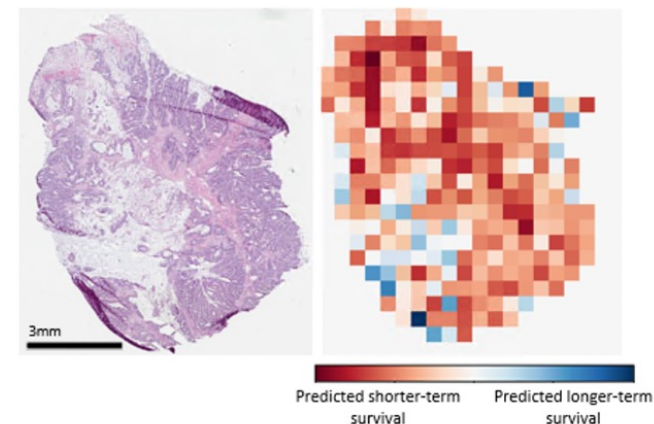 3mm
Predicted shorter-term
survival
Predicted longer-term
survival